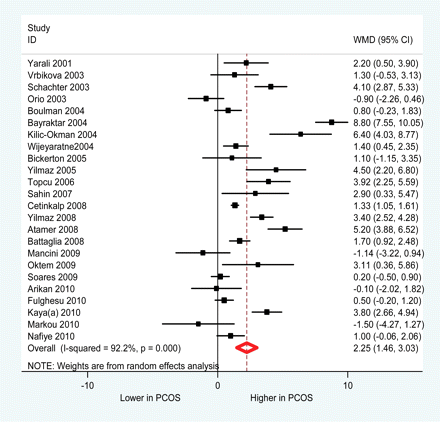 Study
ID WMD (95% CI)
Yarali 2001 2.20 (0.50, 3.90)
Vrbikova 2003 1.30 (-0.53, 3.13)
Schachter 2003 4.10 (2.87, 5.33)
Orio 2003 -0.90 (-2.26, 0.46)
Boulman 2004 0.80 (-0.23, 1.83)
Bayraktar 2004 8.80 (7.55, 10.05)
Kilic-Okman 2004 6.40 (4.03, 8.77)
Wijeyaratne2004 1.40 (0.45, 2.35)
Bickerton 2005 1.10 (-1.15, 3.35)
Yilmaz 2005 4.50 (2.20, 6.80)
Topcu 2006 3.92 (2.25, 5.59)
Sahin 2007 2.90 (0.33, 5.47)
Cetinkalp 2008 1.33 (1.05, 1.61)
Yilmaz 2008 3.40 (2.52, 4.28)
Atamer 2008 5.20 (3.88, 6.52)
Battaglia 2008 1.70 (0.92, 2.48)
Mancini 2009 -1.14 (-3.22, 0.94)
Oktem 2009 3.11 (0.36, 5.86)
Soares 2009 0.20 (-0.50, 0.90)
Arikan 2010 -0.10 (-2.02, 1.82)
Fulghesu 2010 0.50 (-0.20, 1.20)
Kaya(a) 2010 3.80 (2.66, 4.94)
Markou 2010 -1.50 (-4.27, 1.27)
Nafiye 2010 1.00 (-0.06, 2.06)
Overall (I-squared = 92.2%, p = 0.000) 2.25 (1.46, 3.03)
NOTE: Weights are from random effects analysis
-10 0 10
Lower in PCOS Higher in PCOS